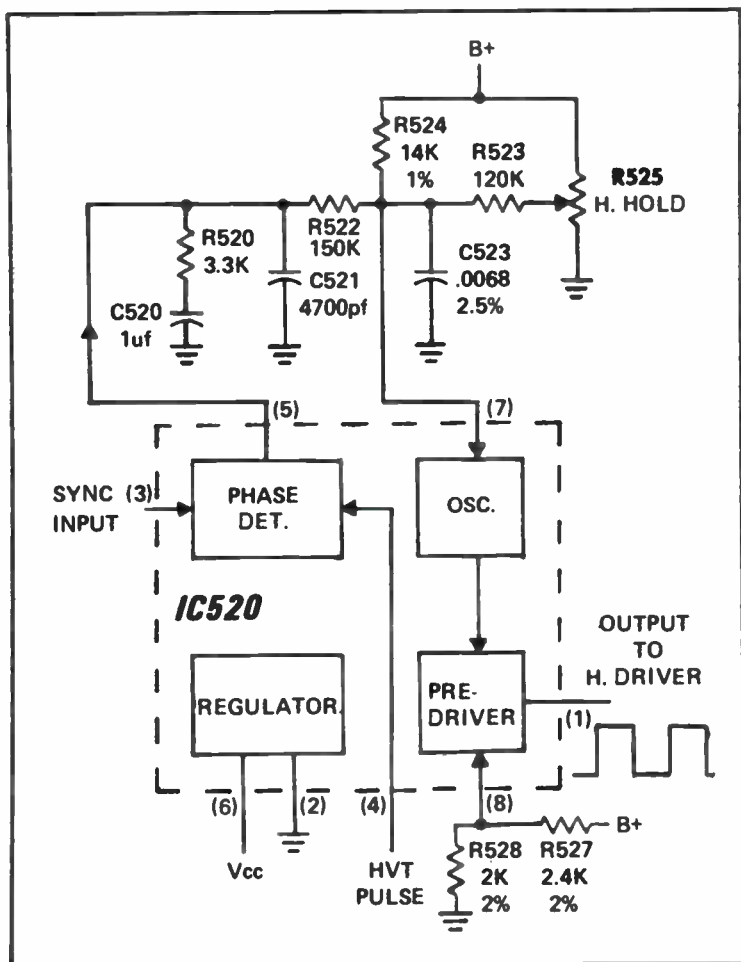 B+
R524
14K
1%
R523
120K
R525
H. HOLD
R520
3.3K
R522
150K
C521
4700pf
C523
.0068
2.5%
C520
1uf
(5)
(7)
SYNC (3)
INPUT
PHASE
DET.
OSC.
IC520
OUTPUT
TO
H. DRIVER
REGULATOR.
PRE-
DRIVER
(1)
(6)
(2)
(4)
(8)
B+
Vcc
HVT
PULSE
R528
2K
2%
R527
2.4K
2%